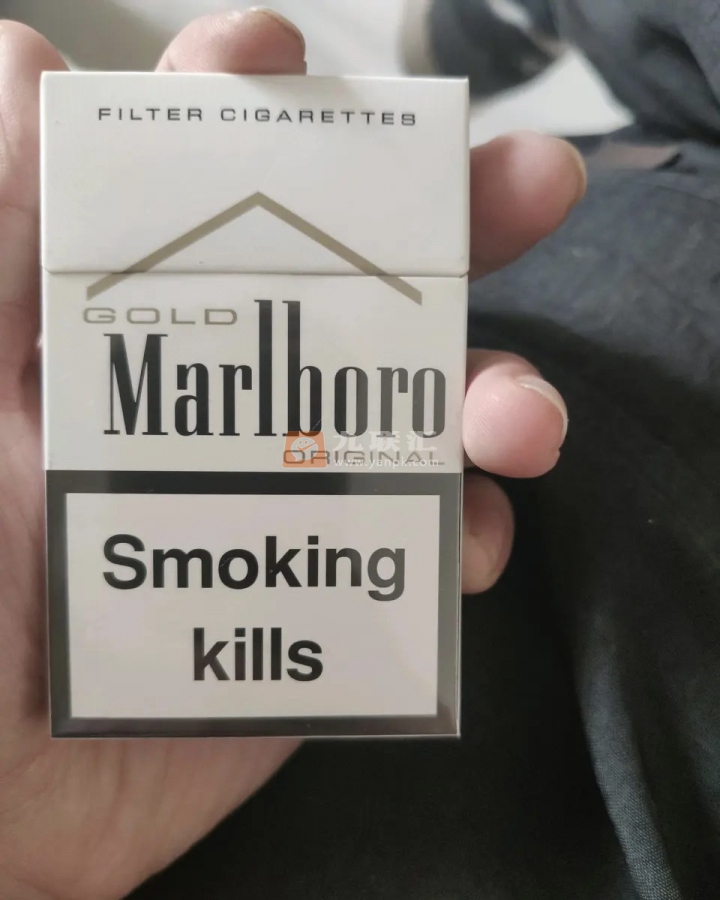 FILTER CIGARETTES
GOLD
Marlboro
ORIGINAL
Smoking
kills